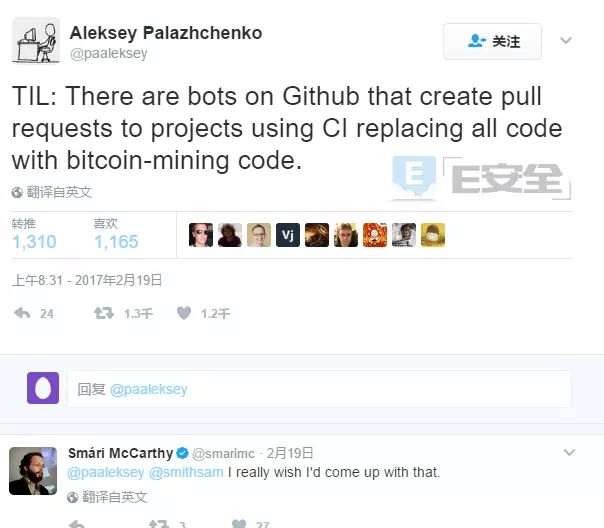 Aleksey Palazhchenko
@paaleksey
关注
TIL: There are bots on Github that create pull
requests to projects using CI replacing all code
with bitcoin-mining code.
E「E安全」
翻译自英文
转推 喜欢
1,310 1,165
Vj
上午8:31 - 2017年2月19日
24 1.3千 1.2千
回复 @paaleksey
Smári McCarthy @smarimc · 2月19日
@paaleksey @smithsam I really wish I'd come up with that.
翻译自英文
3 27